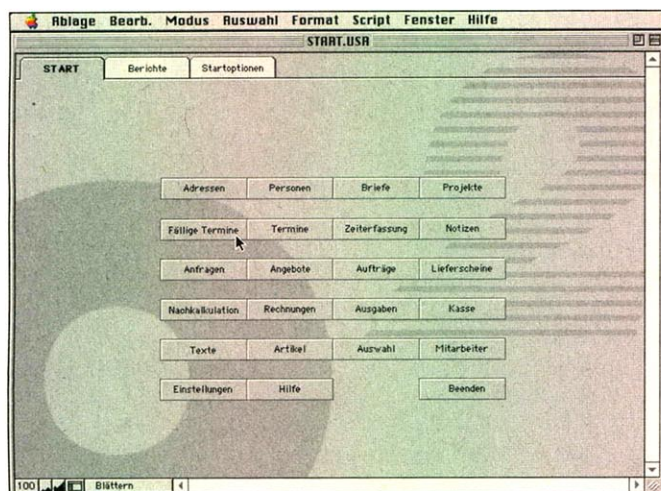 Ablage Bearb. Modus Auswahl Format Script Fenster Hilfe
START.USR
START Berichte Startoptionen
Adressen Personen Briefe Projekte
Fällige Termine Termine Zeiterfassung Notizen
Anfragen Angebote Aufträge Lieferscheine
Nachkalkulation Rechnungen Ausgaben Kasse
Texte Artikel Auswahl Mitarbeiter
Einstellungen Hilfe Beenden
100 Blättern